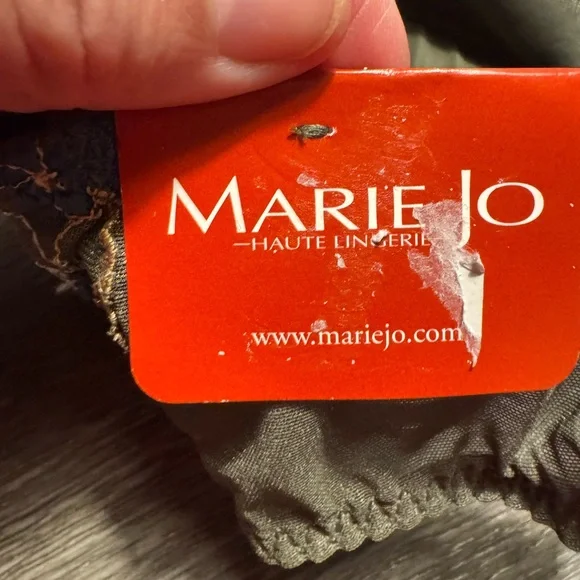 MARIE JO
—HAUTE LINGERIE—
www.mariejo.com